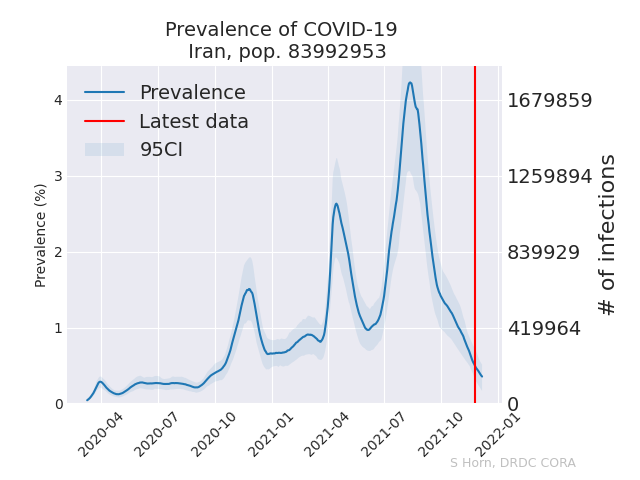 Prevalence of COVID-19
Iran, pop. 83992953
Prevalence
Latest data
95CI
Prevalence (%)
4
3
2
1
0
1679859
1259894
839929
419964
0
# of infections
2020-04
2020-07
2020-10
2021-01
2021-04
2021-07
2021-10
2022-01
S Horn, DRDC CORA